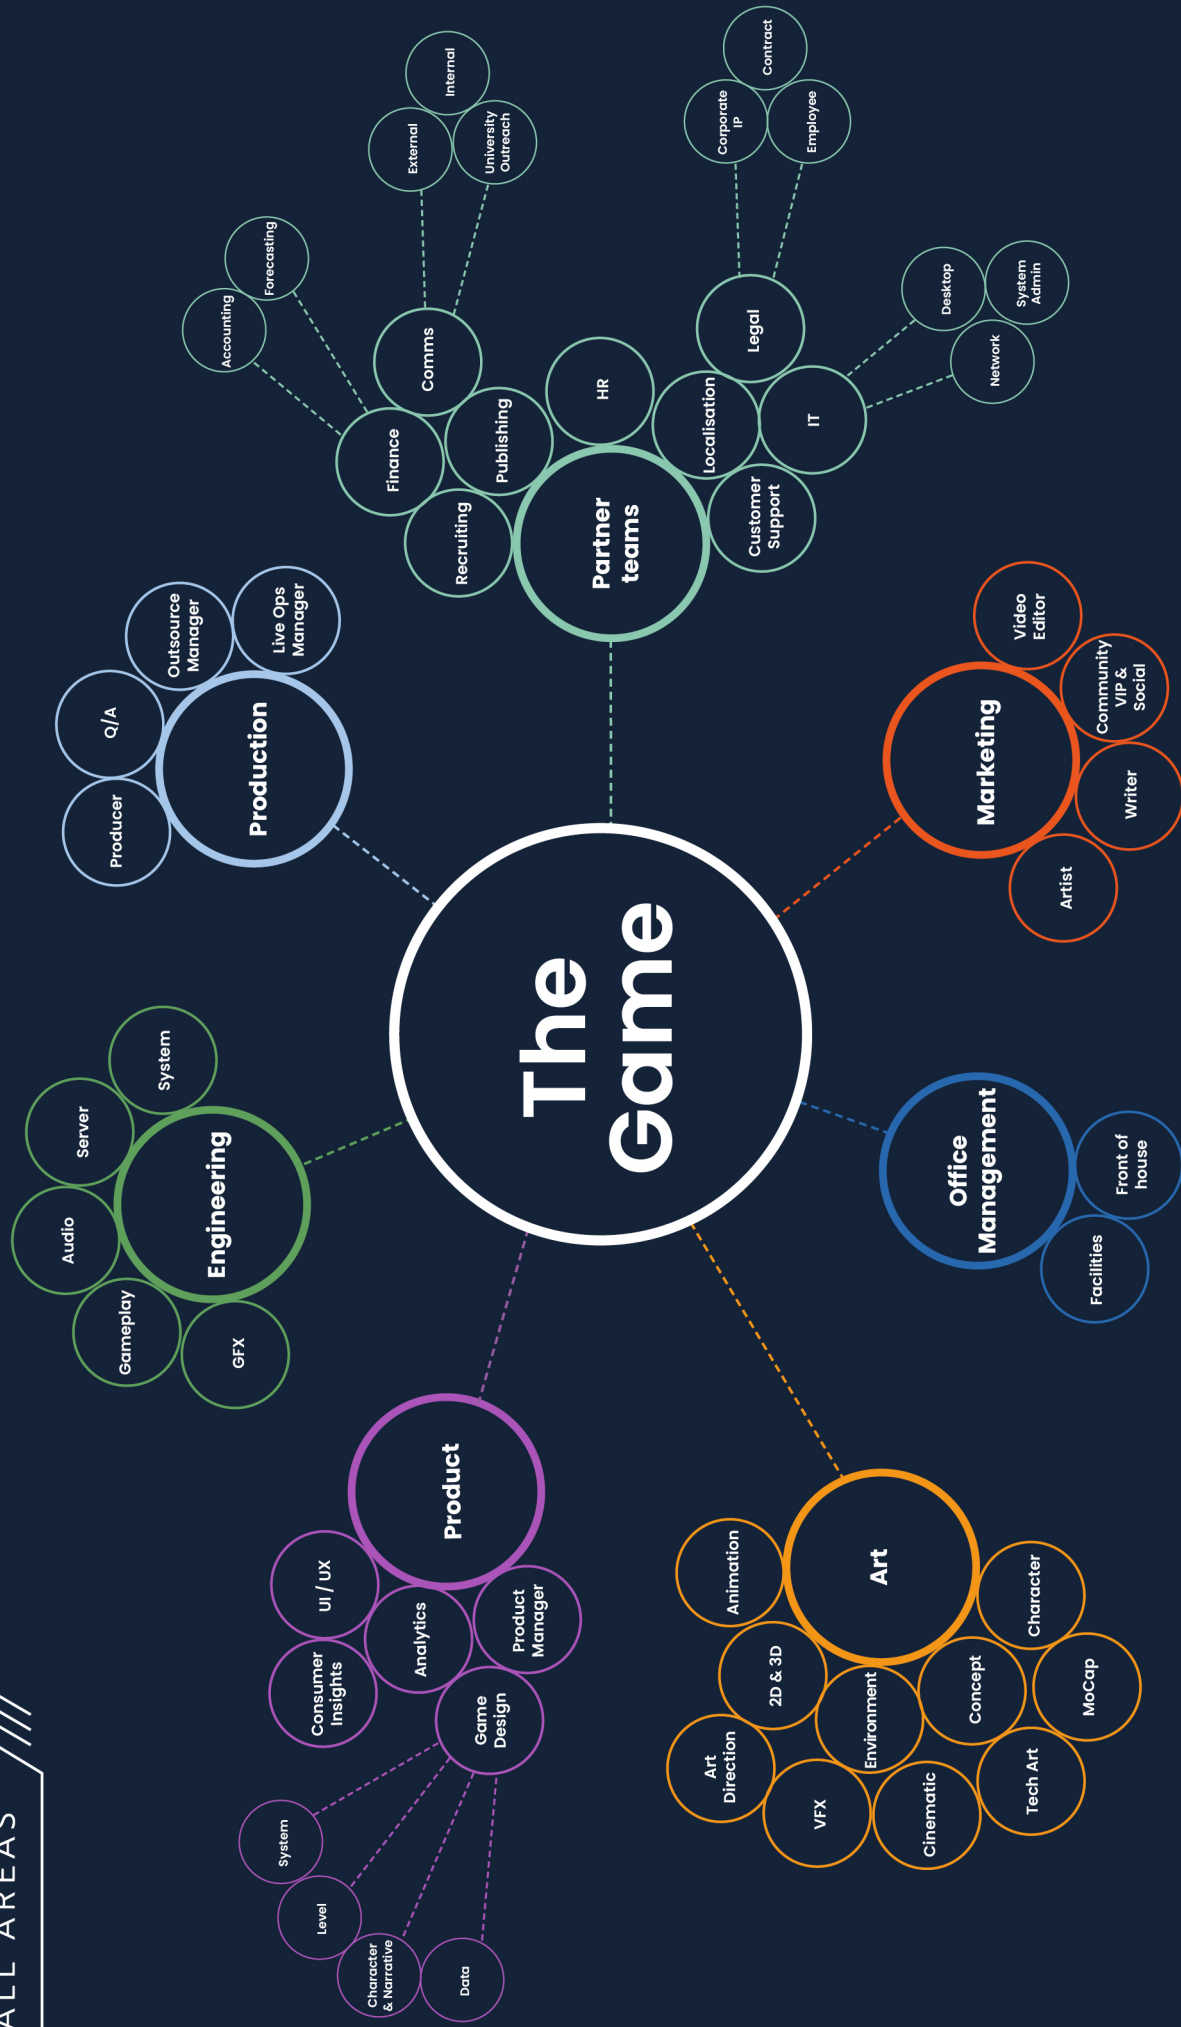 ALL AREAS
The
Game
Product
UI / UX
Consumer
Insights
Analytics
Product
Manager
Game
Design
System
Level
Character
& Narrative
Data
Engineering
GFX
Gameplay
Audio
Server
System
Production
Producer
Q/A
Outsource
Manager
Live Ops
Manager
Partner
teams
Recruiting
Finance
Accounting
Forecasting
Publishing
Comms
External
Internal
University
Outreach
HR
Localisation
Legal
Corporate
IP
Contract
Employee
IT
Desktop
System
Admin
Network
Customer
Support
Marketing
Video
Editor
Community
VIP &
Social
Writer
Artist
Office
Management
Front of
house
Facilities
Art
Animation
2D & 3D
Art
Direction
Environment
VFX
Cinematic
Concept
Tech Art
MoCap
Character